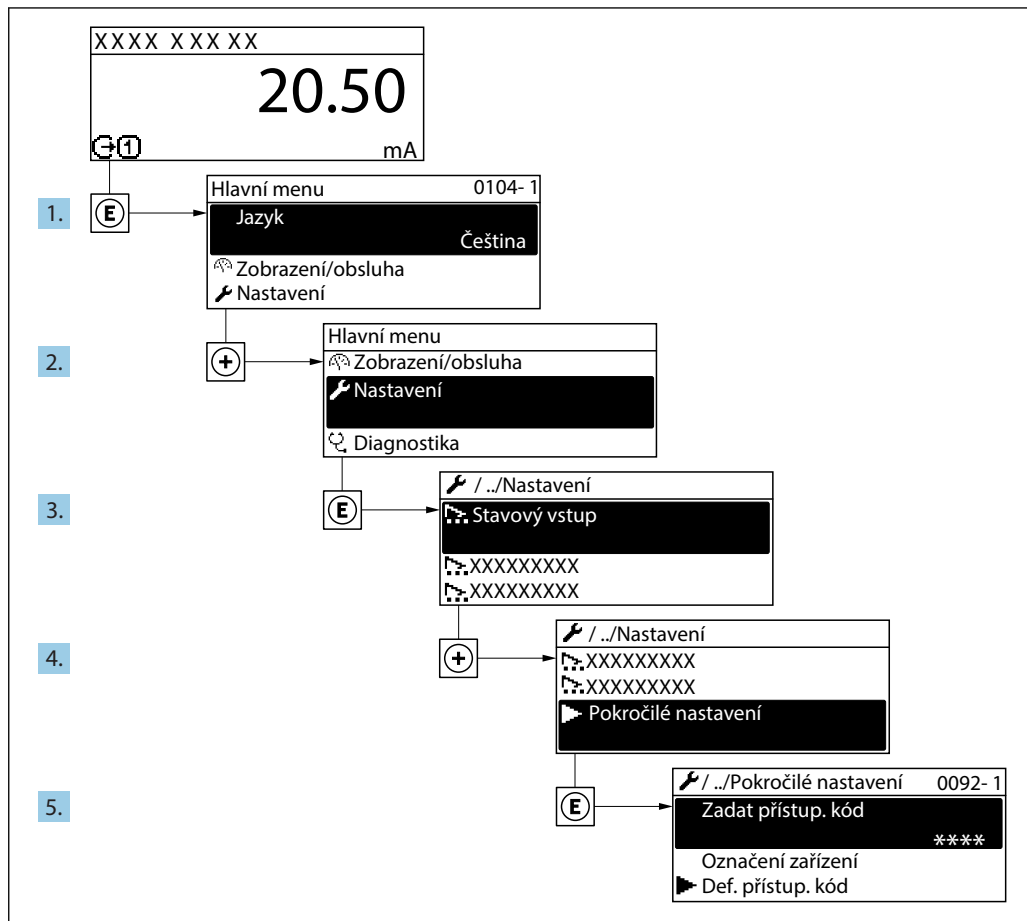 XXXX XXX XX
20.50
1 mA
1.
E
Hlavní menu 0104-1
Jazyk
Čeština
Zobrazení/obsluha
Nastavení
2.
+
Hlavní menu
Zobrazení/obsluha
Nastavení
Diagnostika
3.
E
/ ../Nastavení
Stavový vstup
XXXXXXXXX
XXXXXXXXX
4.
+
/ ../Nastavení
XXXXXXXXX
XXXXXXXXX
Pokročilé nastavení
5.
E
/ ../Pokročilé nastavení 0092-1
Zadat přístup. kód
****
Označení zařízení
Def. přístup. kód